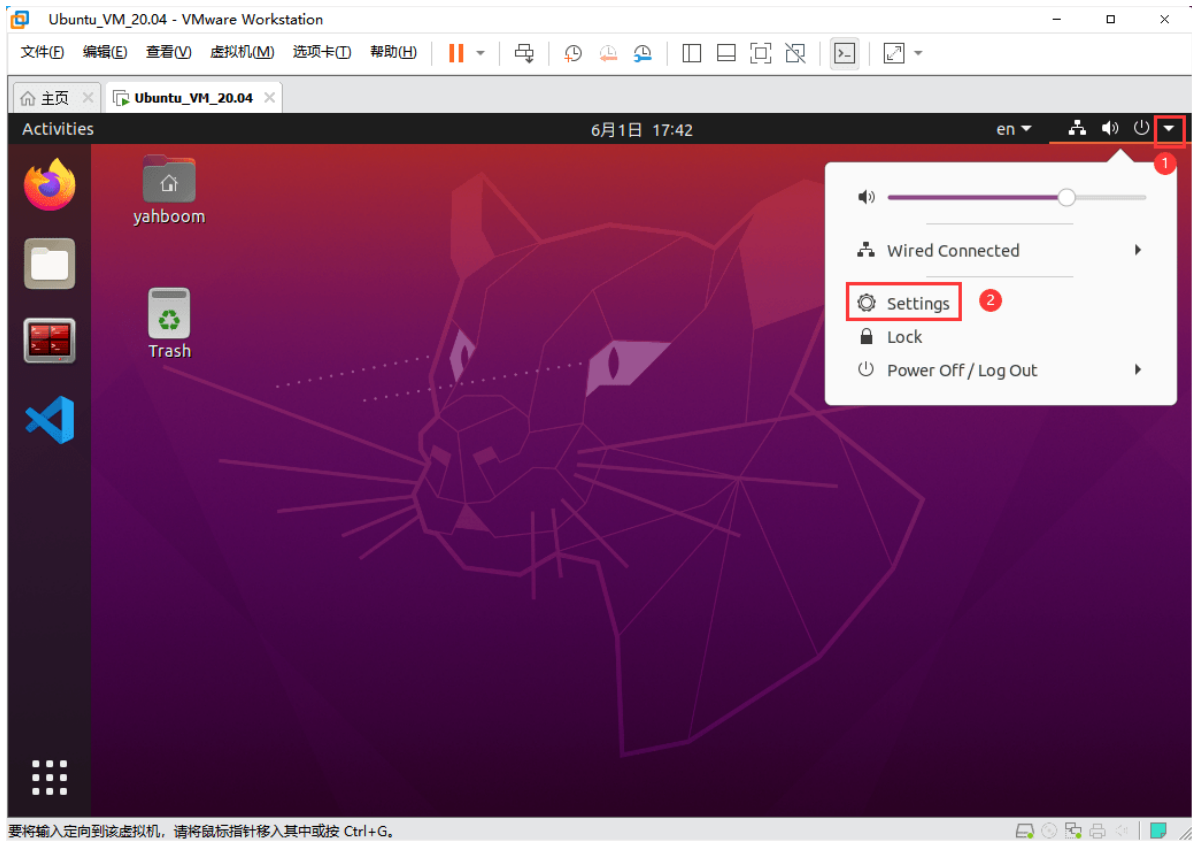 Ubuntu_VM_20.04 - VMware Workstation
文件(F) 编辑(E) 查看(V) 虚拟机(M) 选项卡(T) 帮助(H)
主页 Ubuntu_VM_20.04
Activities 6月1日 17:42 en
1
yahboom
Wired Connected
Settings 2
Trash
Lock
Power Off / Log Out
要将输入定向到该虚拟机，请将鼠标指针移入其中或按 Ctrl+G。